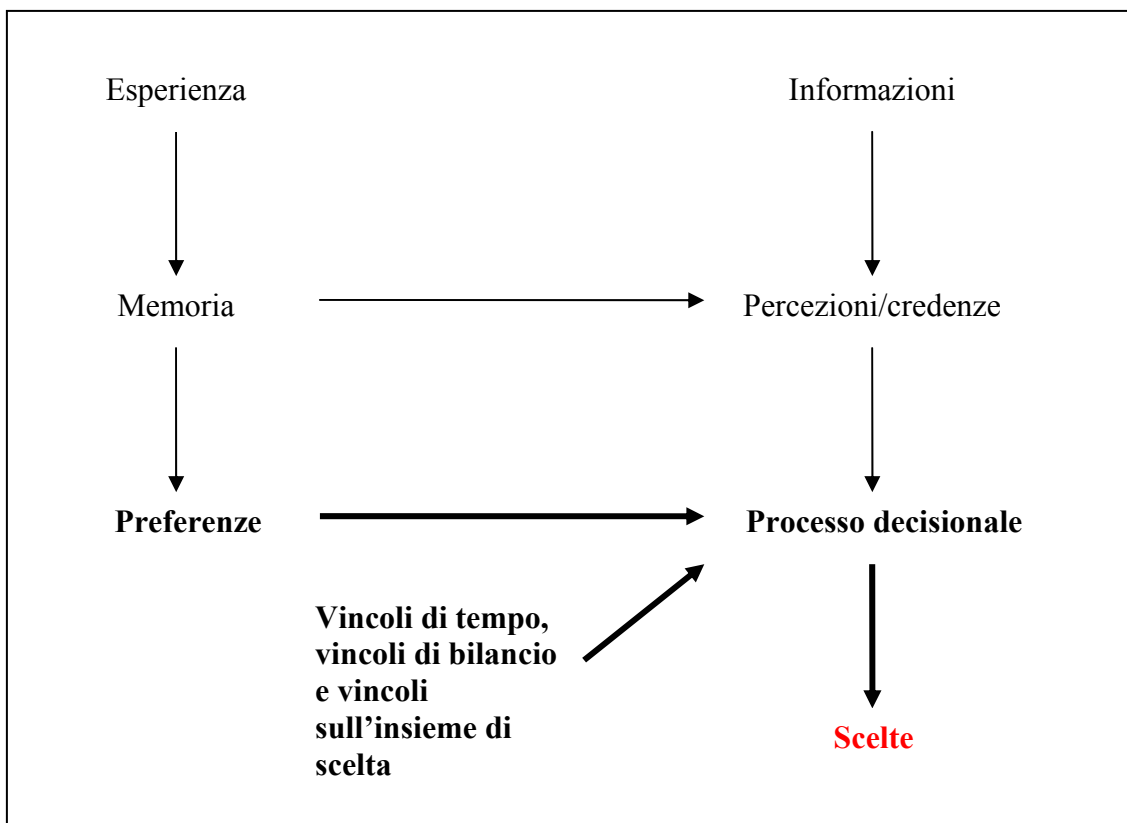 Esperienza
Informazioni
Memoria
Percezioni/credenze
Preferenze
Processo decisionale
Vincoli di tempo,
vincoli di bilancio
e vincoli
sull’insieme di
scelta
Scelte